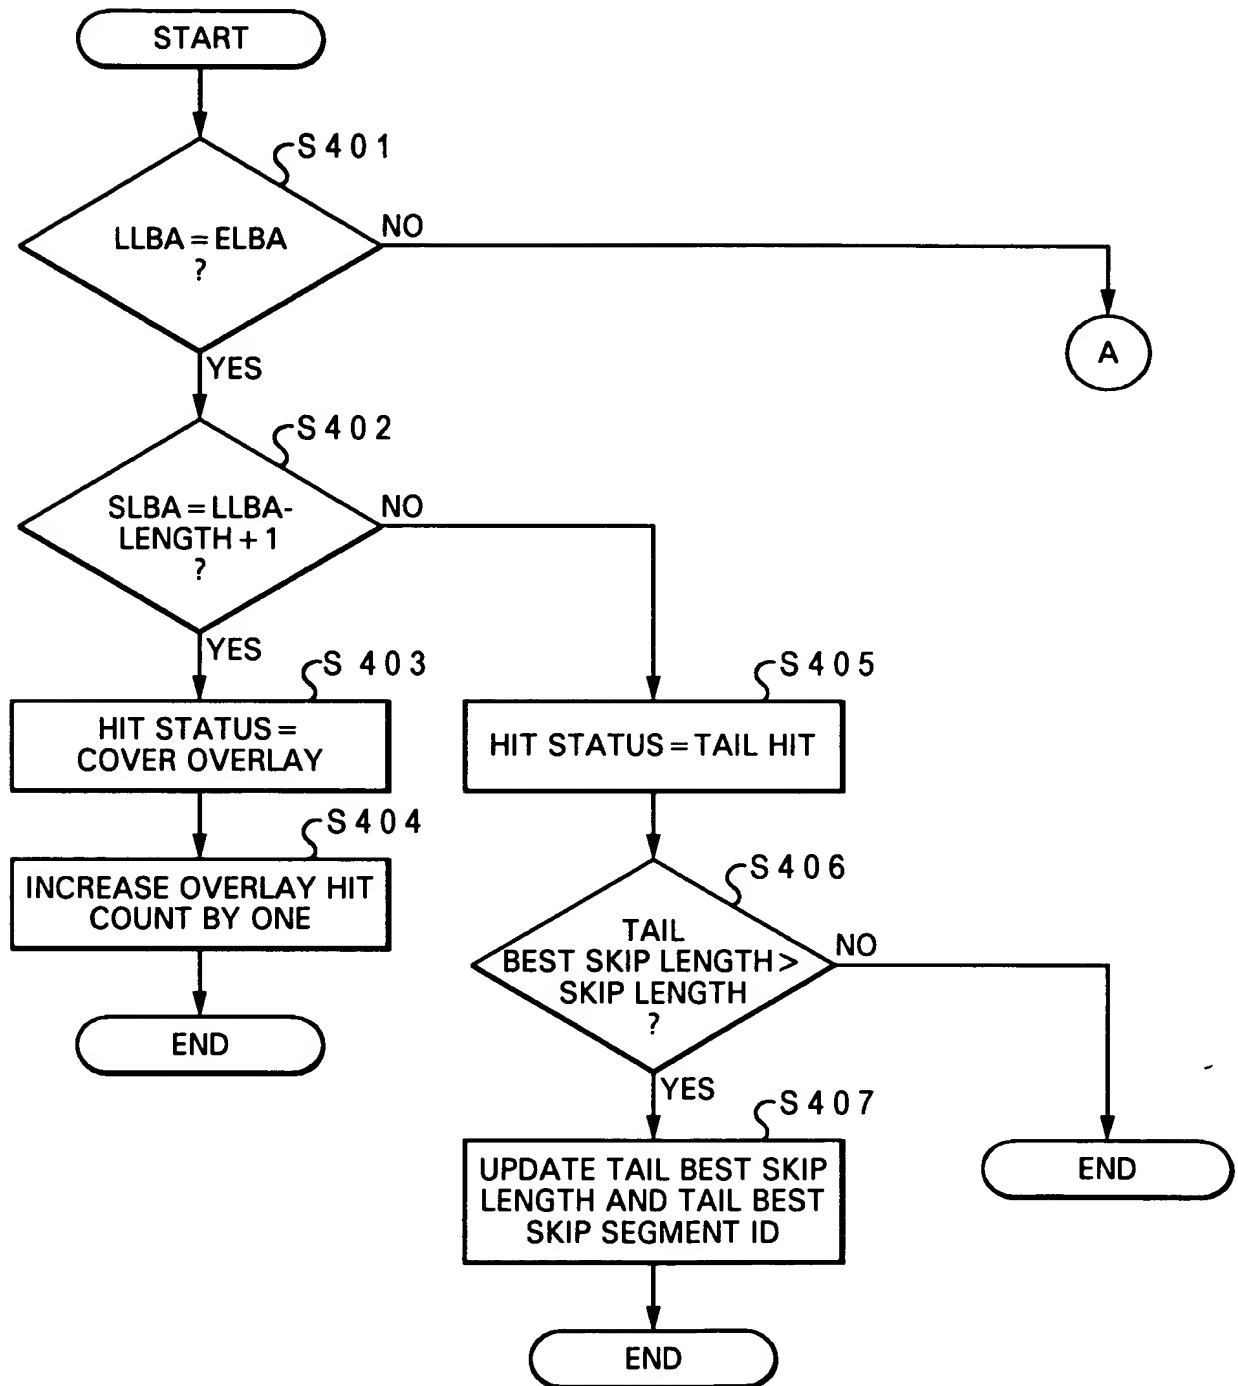 START
S401
LLBA = ELBA
?
NO
A
YES
S402
SLBA = LLBA-
LENGTH + 1
?
NO
YES
S 403
HIT STATUS =
COVER OVERLAY
S404
INCREASE OVERLAY HIT
COUNT BY ONE
END
S405
HIT STATUS = TAIL HIT
S406
TAIL
BEST SKIP LENGTH >
SKIP LENGTH
?
NO
END
YES
S407
UPDATE TAIL BEST SKIP
LENGTH AND TAIL BEST
SKIP SEGMENT ID
END